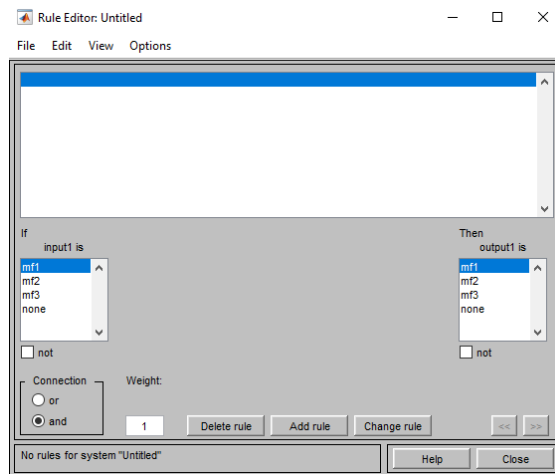 Rule Editor: Untitled
File Edit View Options
If
input1 is
mf1
mf2
mf3
none
not
Then
output1 is
mf1
mf2
mf3
none
not
Connection
or
and
Weight:
1
Delete rule Add rule Change rule << >>
No rules for system "Untitled"
Help Close